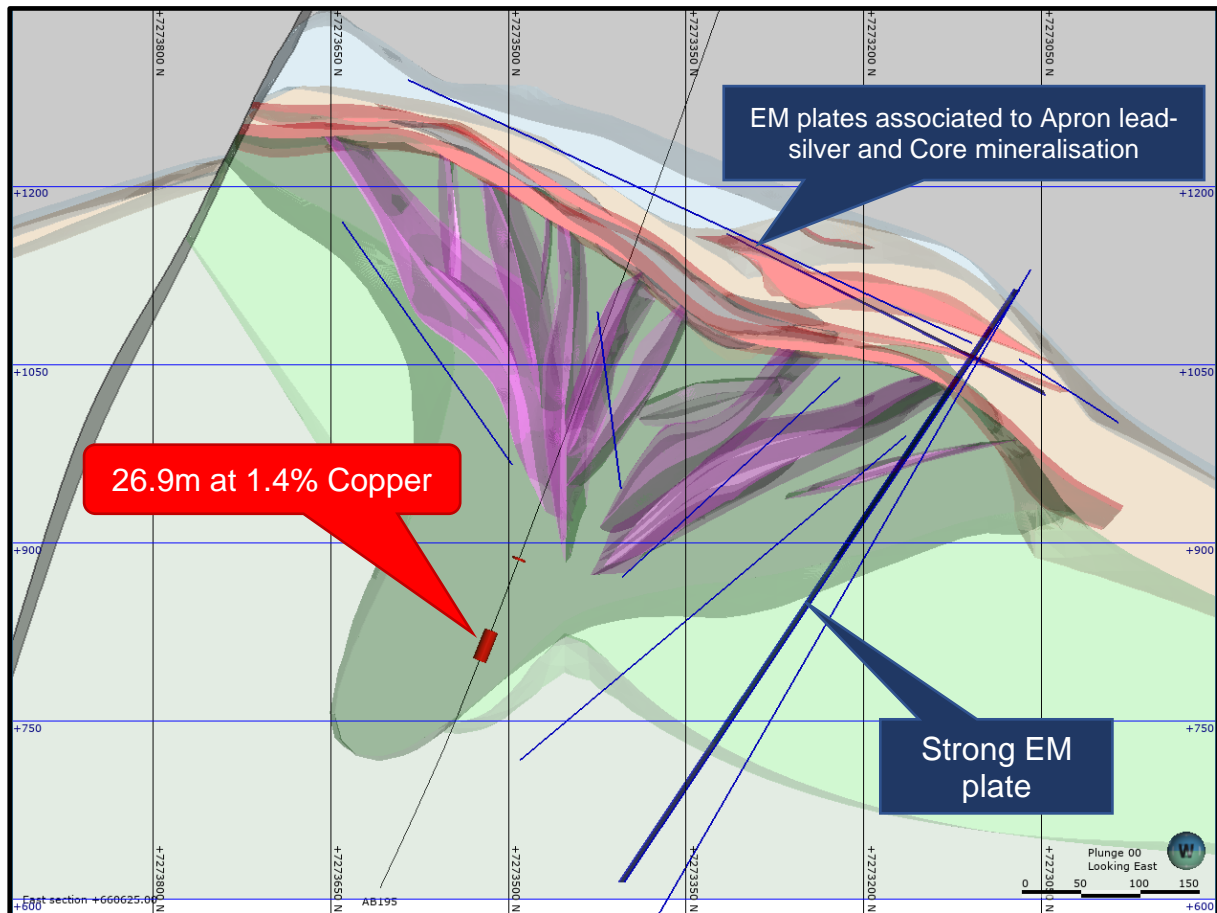 +7273800 N
+7273650 N
+7273500 N
+7273350 N
+7273200 N
+7273050 N
EM plates associated to Apron lead-
silver and Core mineralisation
+1200
+1200
+1050
+1050
26.9m at 1.4% Copper
+900
+900
+750
+750
Strong EM
plate
+7273800 N
+7273650 N
+7273500 N
+7273350 N
+7273200 N
+7273050 N
W
Plunge 00
Looking East
0 50 100 150
East section +660625.00
AB195
+600
+600